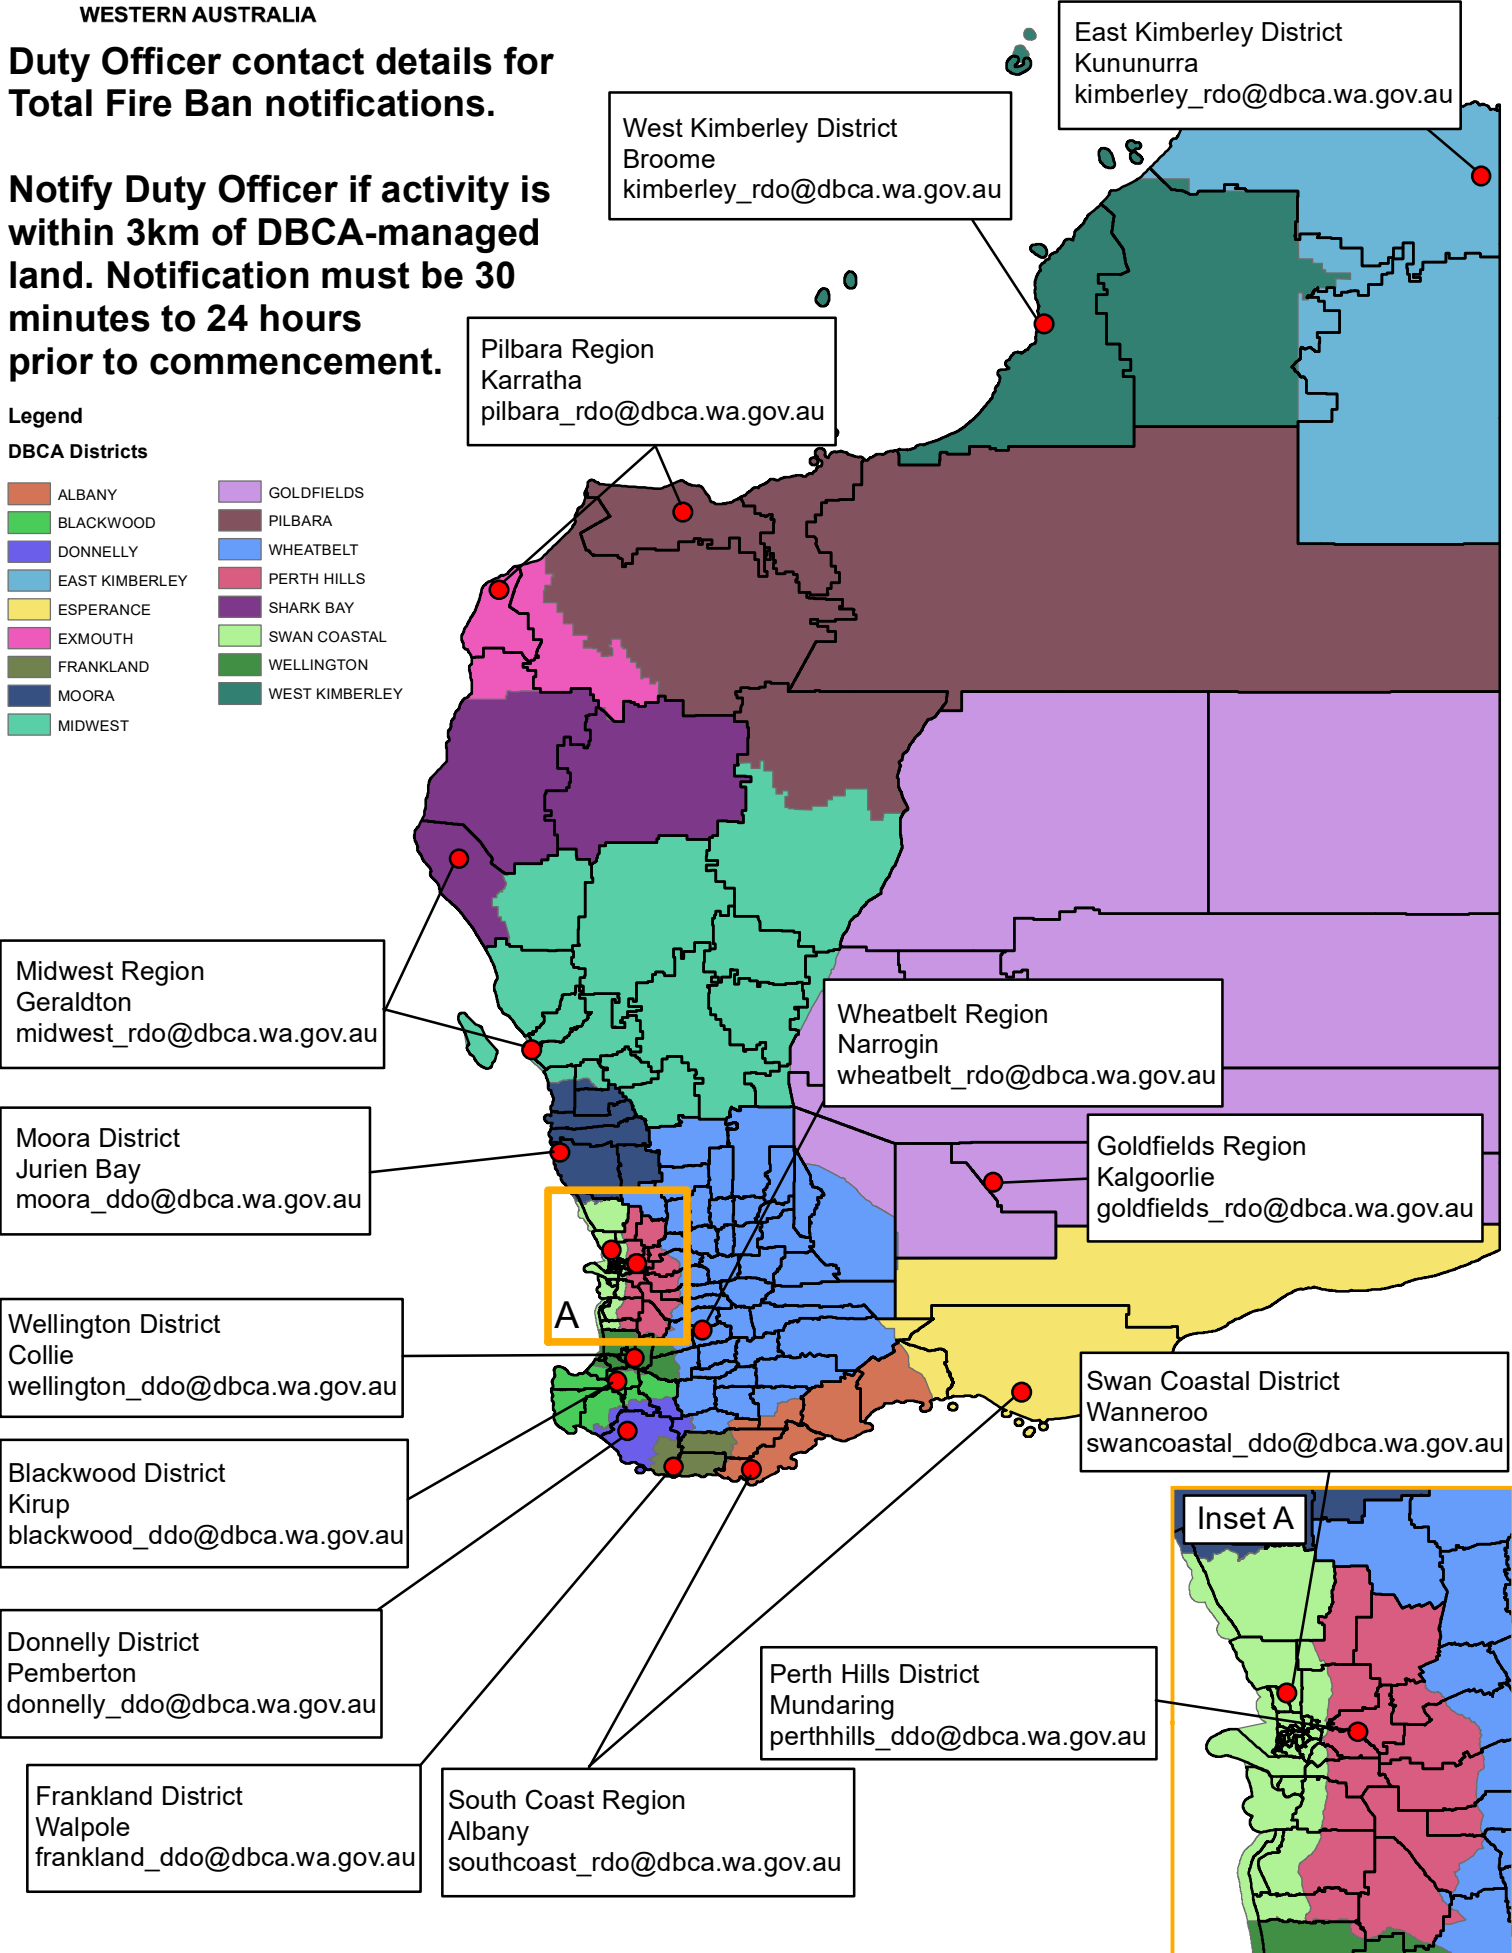 WESTERN AUSTRALIA
Duty Officer contact details for
Total Fire Ban notifications.
Notify Duty Officer if activity is
within 3km of DBCA-managed
land. Notification must be 30
minutes to 24 hours
prior to commencement.
Legend
DBCA Districts
ALBANY
BLACKWOOD
DONNELLY
EAST KIMBERLEY
ESPERANCE
EXMOUTH
FRANKLAND
MOORA
MIDWEST
GOLDFIELDS
PILBARA
WHEATBELT
PERTH HILLS
SHARK BAY
SWAN COASTAL
WELLINGTON
WEST KIMBERLEY
East Kimberley District
Kununurra
kimberley_rdo@dbca.wa.gov.au
West Kimberley District
Broome
kimberley_rdo@dbca.wa.gov.au
Pilbara Region
Karratha
pilbara_rdo@dbca.wa.gov.au
Midwest Region
Geraldton
midwest_rdo@dbca.wa.gov.au
Wheatbelt Region
Narrogin
wheatbelt_rdo@dbca.wa.gov.au
Moora District
Jurien Bay
moora_ddo@dbca.wa.gov.au
Goldfields Region
Kalgoorlie
goldfields_rdo@dbca.wa.gov.au
A
Wellington District
Collie
wellington_ddo@dbca.wa.gov.au
Swan Coastal District
Wanneroo
swancoastal_ddo@dbca.wa.gov.au
Blackwood District
Kirup
blackwood_ddo@dbca.wa.gov.au
Inset A
Donnelly District
Pemberton
donnelly_ddo@dbca.wa.gov.au
Perth Hills District
Mundaring
perthhills_ddo@dbca.wa.gov.au
Frankland District
Walpole
frankland_ddo@dbca.wa.gov.au
South Coast Region
Albany
southcoast_rdo@dbca.wa.gov.au